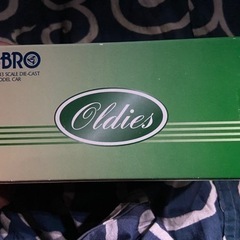 BRO
SCALE DIE-CAST
MODEL CAR
Oldies